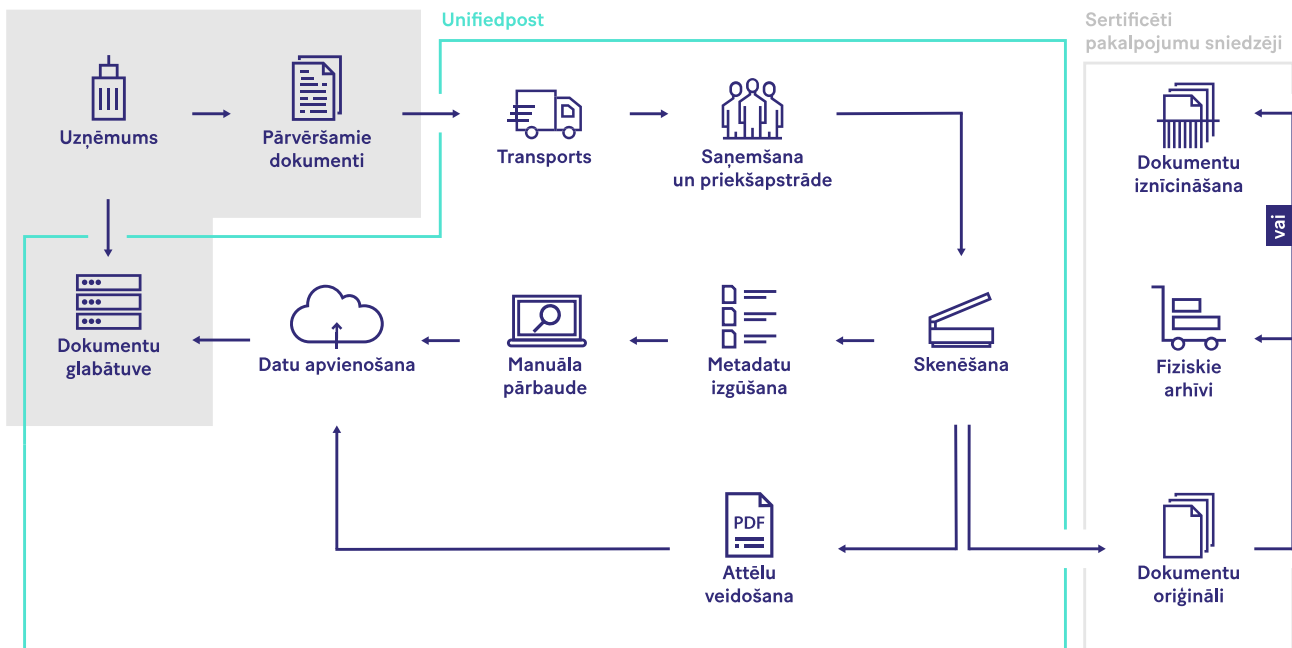 Unifiedpost
Sertificēti
pakalpojumu sniedzēji
Uzņēmums
Pārvēršamie
dokumenti
Transports
Saņemšana
un priekšapstrāde
Dokumentu
iznīcināšana
vai
Dokumentu
glabātuve
Datu apvienošana
Manuāla
pārbaude
Metadatu
izgūšana
Skenēšana
Fiziskie
arhīvi
PDF
Attēlu
veidošana
Dokumentu
oriģināli